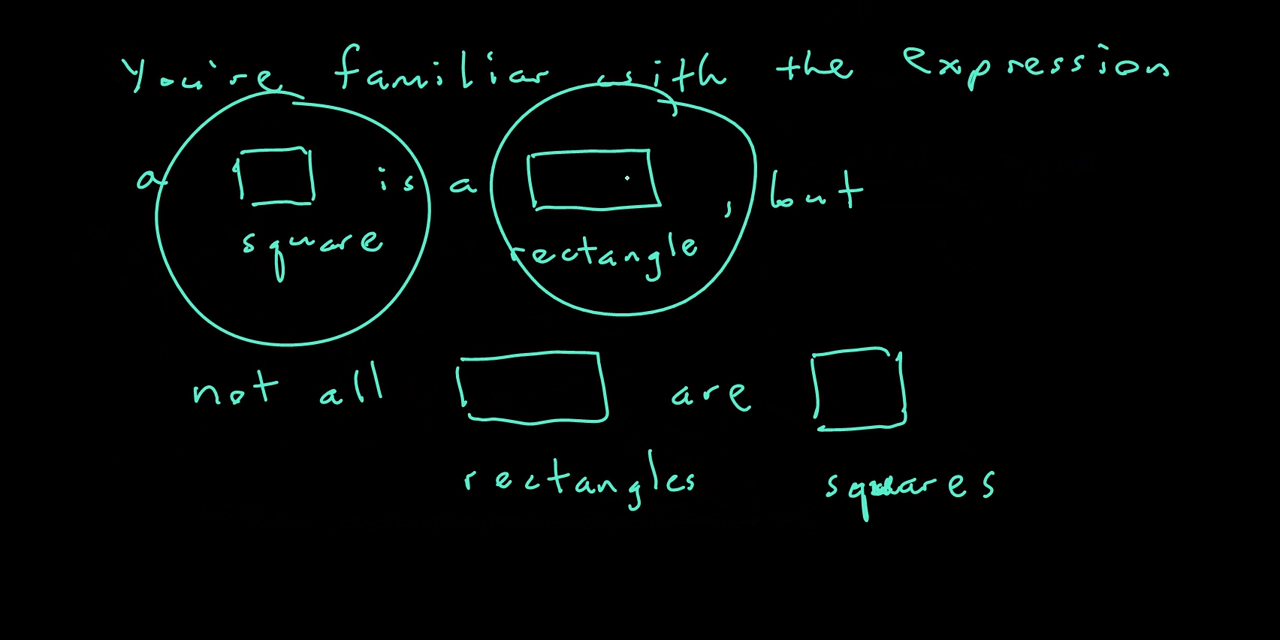 You're familiar with the expression
a is a , but
square rectangle
not all are
rectangles squares